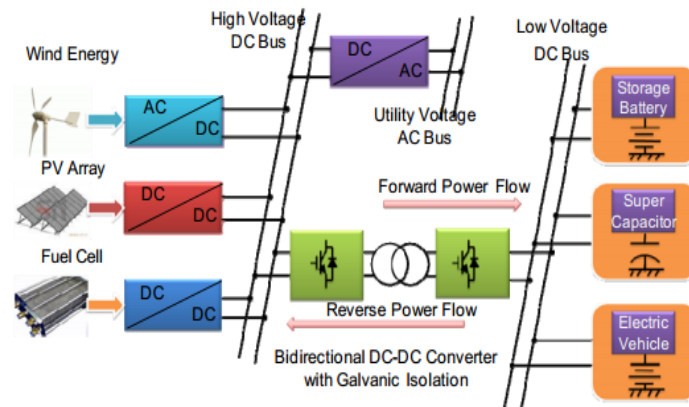 High Voltage
DC Bus
Wind Energy
DC
AC
Low Voltage
DC Bus
AC
DC
Utility Voltage
AC Bus
Storage
Battery
PV Array
DC
DC
Forward Power Flow
Super
Capacitor
Fuel Cell
DC
DC
Reverse Power Flow
Bidirectional DC-DC Converter
with Galvanic Isolation
Electric
Vehicle